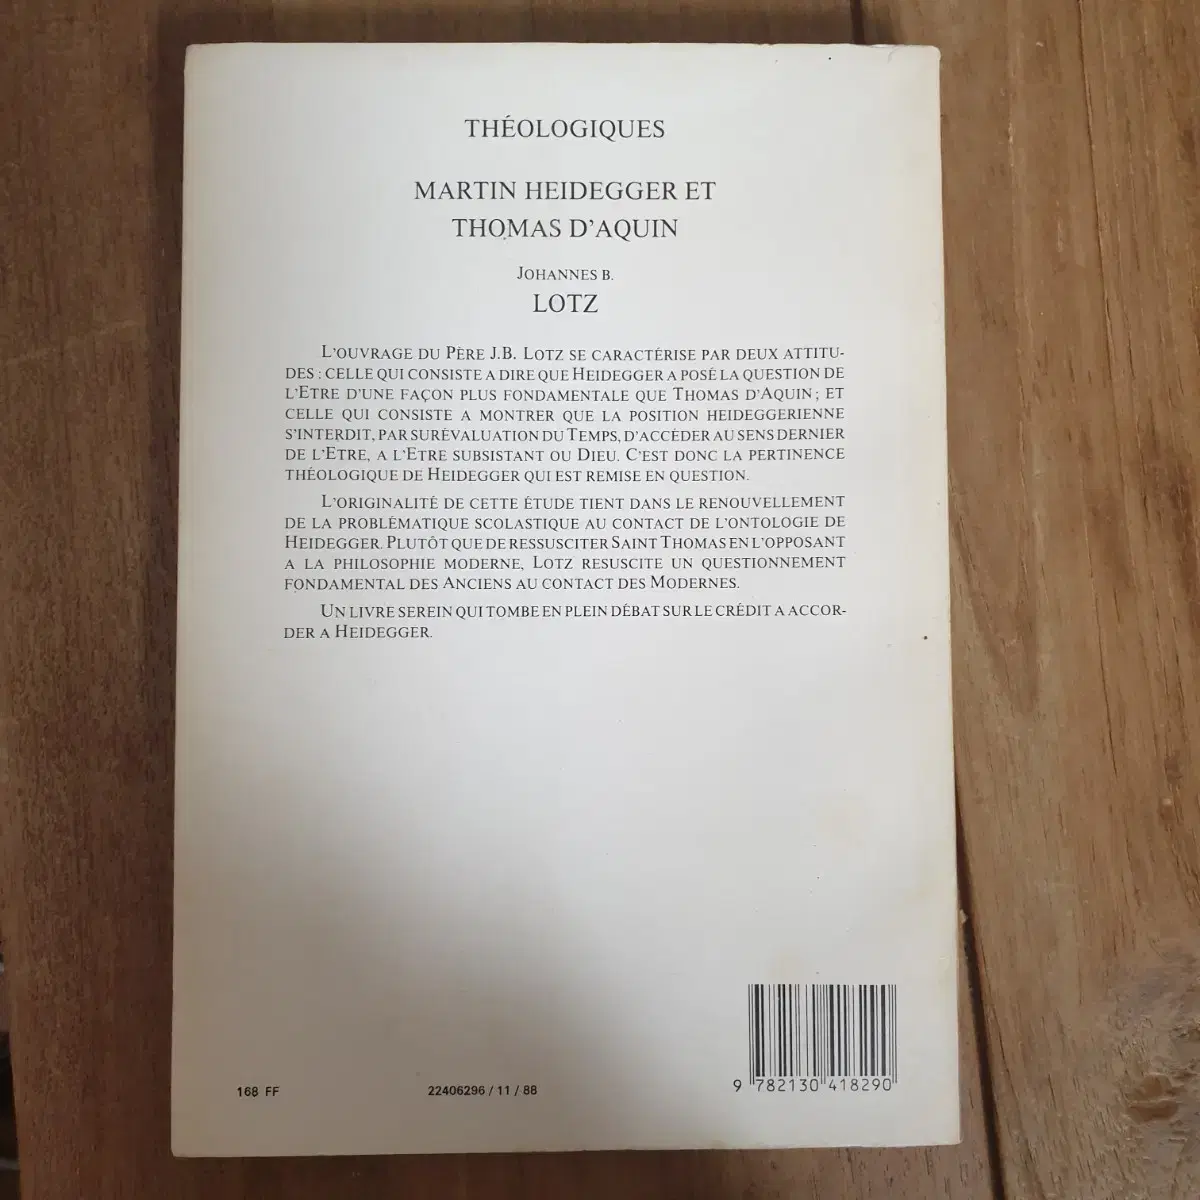 THÉOLOGIQUES
MARTIN HEIDEGGER ET
THOMAS D'AQUIN
JOHANNES B.
LOTZ
L'OUVRAGE DU PÈRE J.B. LOTZ SE CARACTÉRISE PAR DEUX ATTITU-
DES : CELLE QUI CONSISTE A DIRE QUE HEIDEGGER A POSÉ LA QUESTION DE
L'ETRE D'UNE FAÇON PLUS FONDAMENTALE QUE THOMAS D'AQUIN ; ET
CELLE QUI CONSISTE A MONTRER QUE LA POSITION HEIDEGGERIENNE
S'INTERDIT, PAR SURÉVALUATION DU TEMPS, D'ACCÉDER AU SENS DERNIER
DE L'ETRE, A L'ETRE SUBSISTANT OU DIEU. C'EST DONC LA PERTINENCE
THÉOLOGIQUE DE HEIDEGGER QUI EST REMISE EN QUESTION.
L'ORIGINALITÉ DE CETTE ÉTUDE TIENT DANS LE RENOUVELLEMENT
DE LA PROBLÉMATIQUE SCOLASTIQUE AU CONTACT DE L'ONTOLOGIE DE
HEIDEGGER. PLUTÔT QUE DE RESSUSCITER SAINT THOMAS EN L'OPPOSANT
A LA PHILOSOPHIE MODERNE, LOTZ RESUSCITE UN QUESTIONNEMENT
FONDAMENTAL DES ANCIENS AU CONTACT DES MODERNES.
UN LIVRE SEREIN QUI TOMBE EN PLEIN DÉBAT SUR LE CRÉDIT A ACCOR-
DER A HEIDEGGER.
168 FF
22406296 / 11 / 88
9 782130 418290